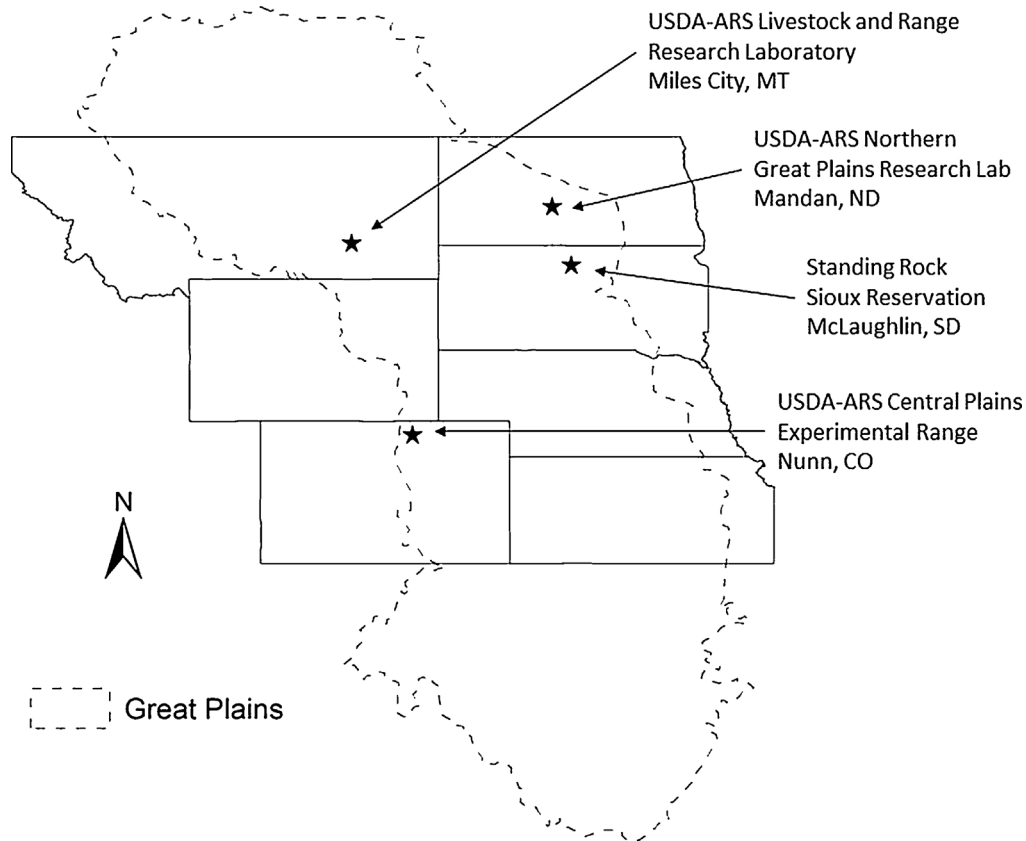 USDA-ARS Livestock and Range
Research Laboratory
Miles City, MT
USDA-ARS Northern
Great Plains Research Lab
Mandan, ND
Standing Rock
Sioux Reservation
McLaughlin, SD
USDA-ARS Central Plains
Experimental Range
Nunn, CO
N
Great Plains